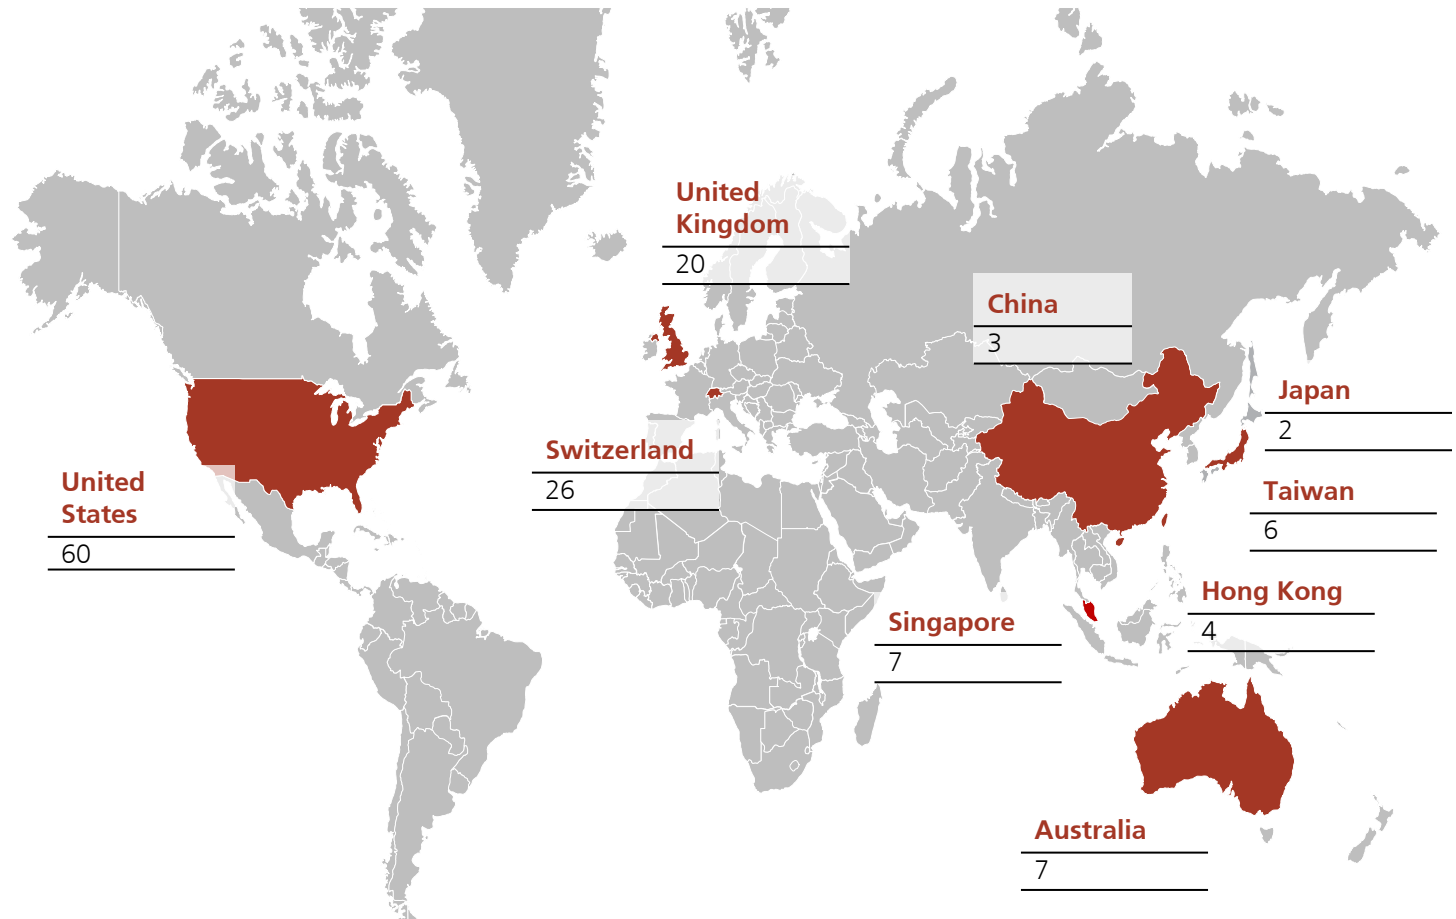 United
Kingdom
20
China
3
Japan
2
Switzerland
26
United
States
60
Taiwan
6
Hong Kong
4
Singapore
7
Australia
7